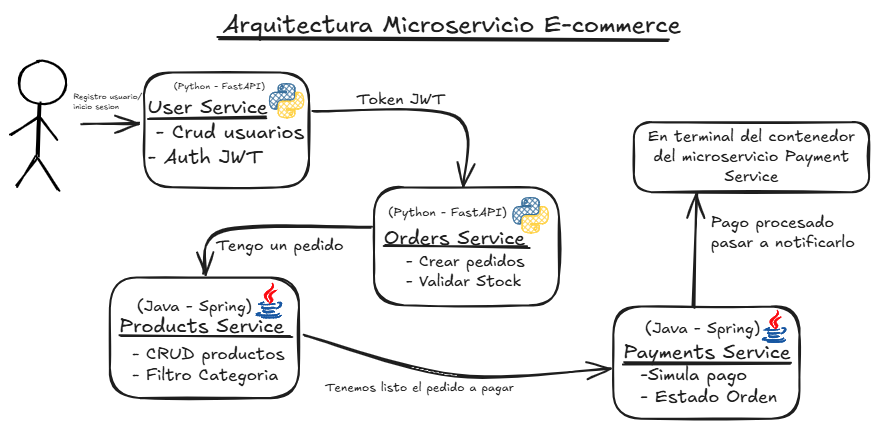 Arquitectura Microservicio E-commerce
Registro usuario/
inicio sesion
(Python - FastAPI)
User Service
- Crud usuarios
- Auth JWT
Token JWT
(Python - FastAPI)
Orders Service
- Crear pedidos
- Validar Stock
Tengo un pedido
(Java - Spring)
Products Service
- CRUD productos
- Filtro Categoria
Tenemos listo el pedido a pagar
(Java - Spring)
Payments Service
-Simula pago
- Estado Orden
Pago procesado
pasar a notificarlo
En terminal del contenedor
del microservicio Payment
Service